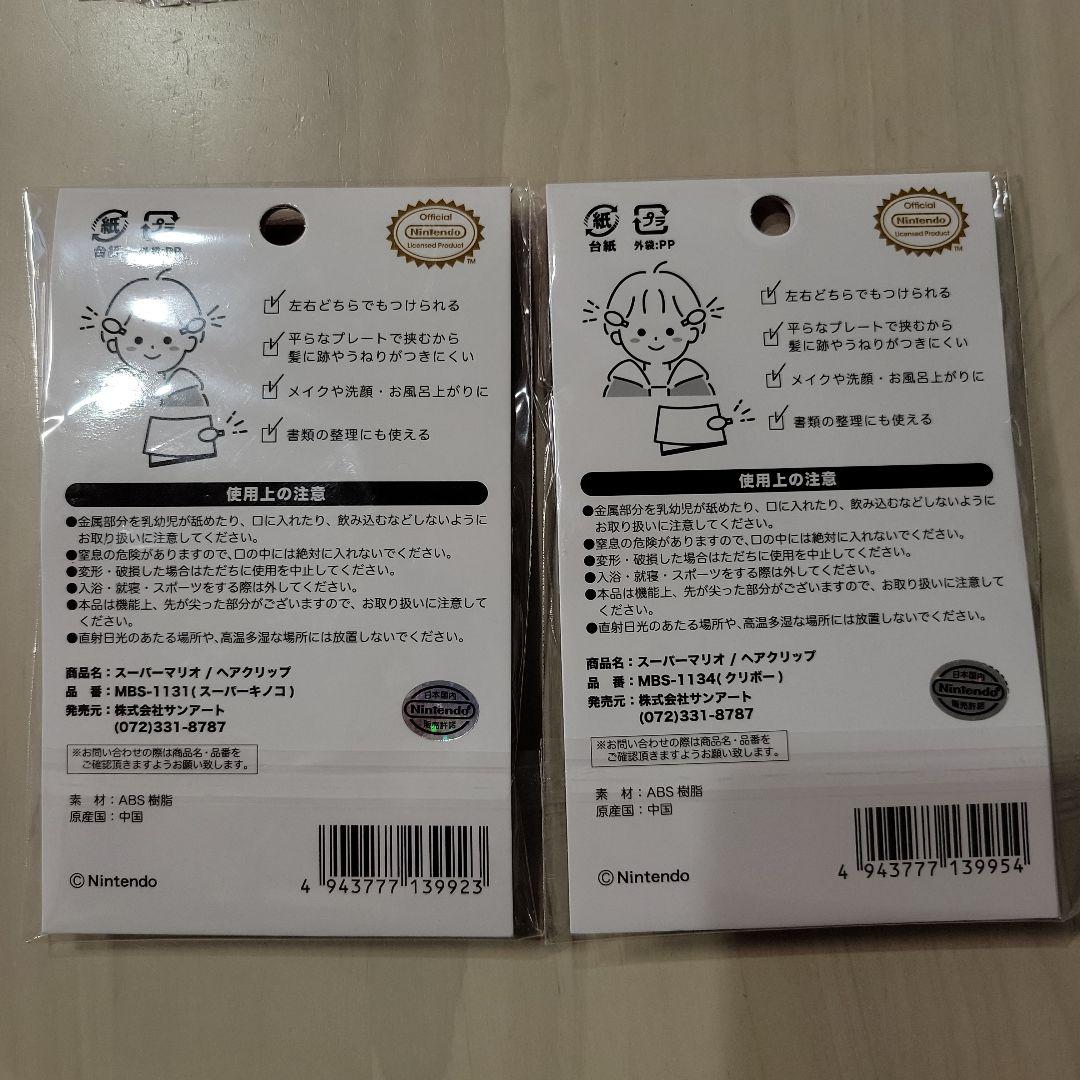 紙
台紙
プラ
外袋:PP
Official
Nintendo
Licensed Product
TM
左右どちらでもつけられる
平らなプレートで挟むから
髪に跡やうねりがつきにくい
メイクや洗顔・お風呂上がりに
書類の整理にも使える
使用上の注意
●金属部分を乳幼児が舐めたり、口に入れたり、飲み込むなどしないように
お取り扱いに注意してください。
●窒息の危険がありますので、口の中には絶対に入れないでください。
●変形・破損した場合はただちに使用を中止してください。
●入浴・就寝・スポーツをする際は外してください。
●本品は機能上、先が尖った部分がございますので、お取り扱いに注意して
ください。
●直射日光のあたる場所や、高温多湿な場所には放置しないでください。
商品名：スーパーマリオ / ヘアクリップ
品　番：MBS-1131(スーパーキノコ)
発売元：株式会社サンアート
(072)331-8787
日本国内
Nintendo
販売許諾
※お問い合わせの際は商品名・品番を
ご確認頂きますようお願い致します。
素　材：ABS 樹脂
原産国：中国
©Nintendo
4 943777 139923
紙
台紙
プラ
外袋:PP
Official
Nintendo
Licensed Product
TM
左右どちらでもつけられる
平らなプレートで挟むから
髪に跡やうねりがつきにくい
メイクや洗顔・お風呂上がりに
書類の整理にも使える
使用上の注意
●金属部分を乳幼児が舐めたり、口に入れたり、飲み込むなどしないように
お取り扱いに注意してください。
●窒息の危険がありますので、口の中には絶対に入れないでください。
●変形・破損した場合はただちに使用を中止してください。
●入浴・就寝・スポーツをする際は外してください。
●本品は機能上、先が尖った部分がございますので、お取り扱いに注意して
ください。
●直射日光のあたる場所や、高温多湿な場所には放置しないでください。
商品名：スーパーマリオ / ヘアクリップ
品　番：MBS-1134(クリボー)
発売元：株式会社サンアート
(072)331-8787
日本国内
Nintendo
販売許諾
※お問い合わせの際は商品名・品番を
ご確認頂きますようお願い致します。
素　材：ABS 樹脂
原産国：中国
©Nintendo
4 943777 139954